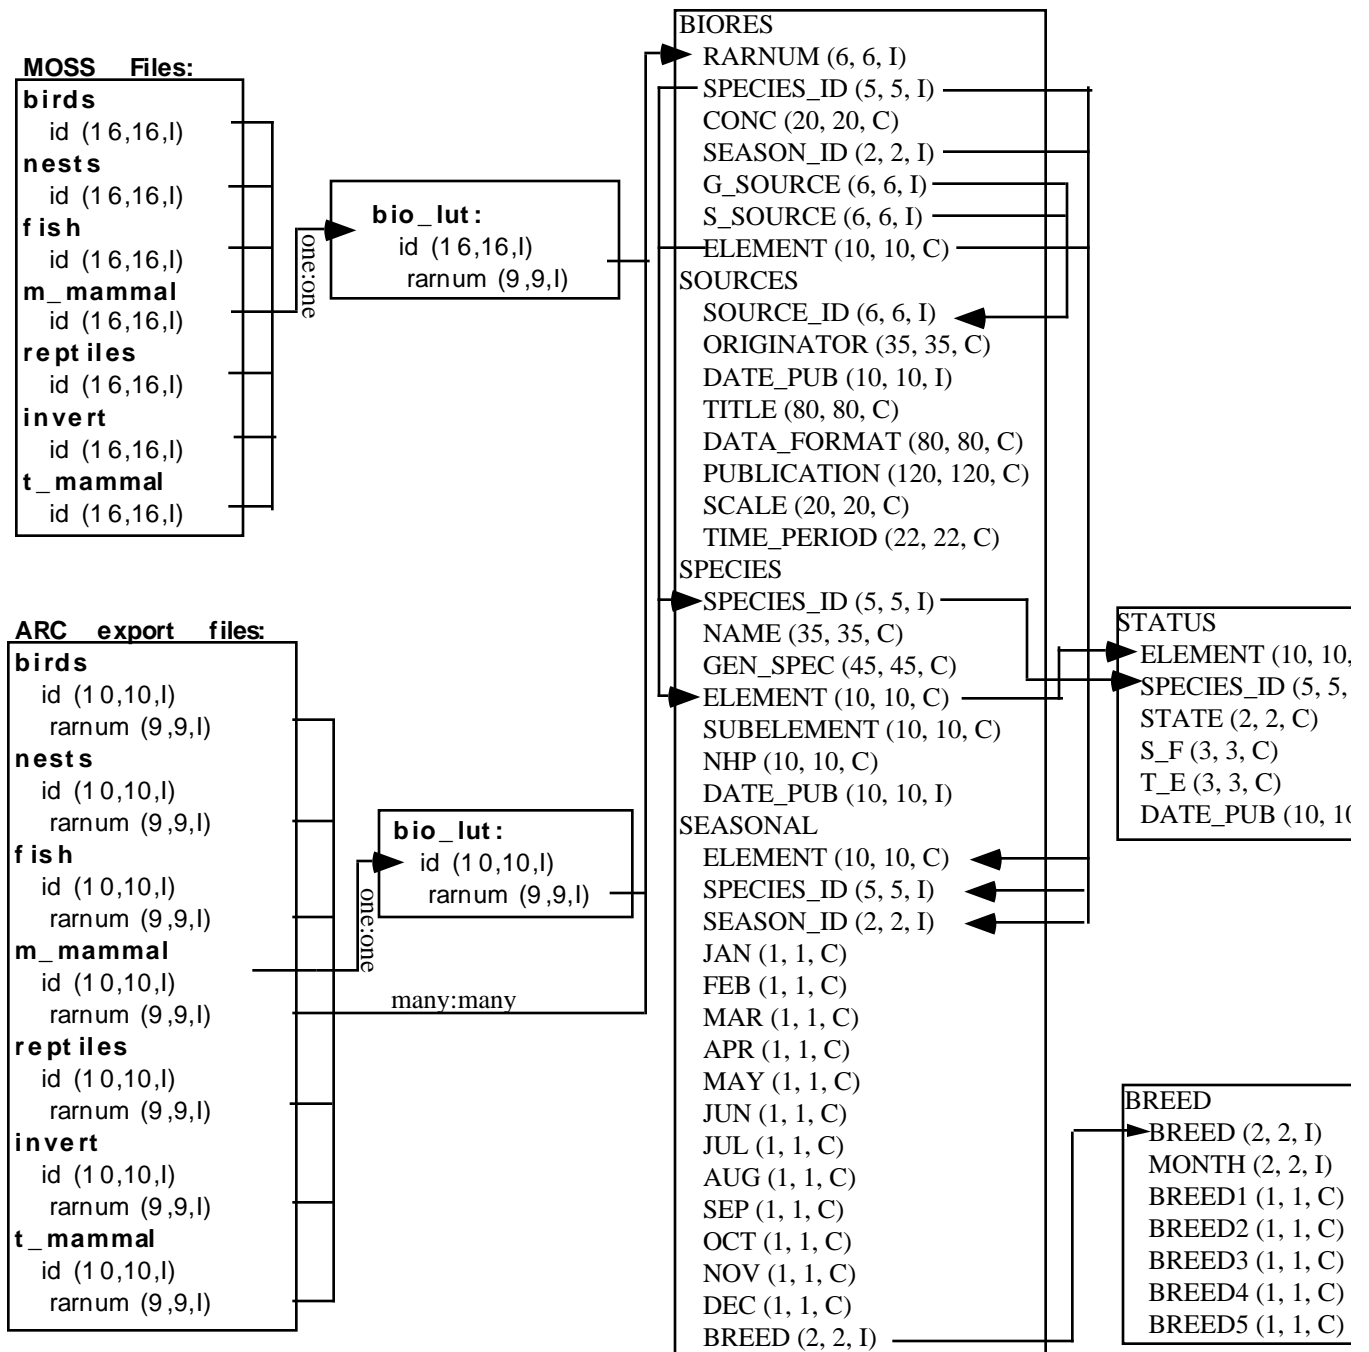 MOSS Files:
birds
id (16,16,I)
nests
id (16,16,I)
fish
id (16,16,I)
m_mammal
id (16,16,I)
reptiles
id (16,16,I)
invert
id (16,16,I)
t_mammal
id (16,16,I)
one:one
bio_lut:
id (16,16,I)
rarnum (9,9,I)
ARC export files:
birds
id (10,10,I)
rarnum (9,9,I)
nests
id (10,10,I)
rarnum (9,9,I)
fish
id (10,10,I)
rarnum (9,9,I)
m_mammal
id (10,10,I)
rarnum (9,9,I)
reptiles
id (10,10,I)
rarnum (9,9,I)
invert
id (10,10,I)
rarnum (9,9,I)
t_mammal
id (10,10,I)
rarnum (9,9,I)
one:one
many:many
bio_lut:
id (10,10,I)
rarnum (9,9,I)
BIORES
RARNUM (6, 6, I)
SPECIES_ID (5, 5, I)
CONC (20, 20, C)
SEASON_ID (2, 2, I)
G_SOURCE (6, 6, I)
S_SOURCE (6, 6, I)
ELEMENT (10, 10, C)
SOURCES
SOURCE_ID (6, 6, I)
ORIGINATOR (35, 35, C)
DATE_PUB (10, 10, I)
TITLE (80, 80, C)
DATA_FORMAT (80, 80, C)
PUBLICATION (120, 120, C)
SCALE (20, 20, C)
TIME_PERIOD (22, 22, C)
SPECIES
SPECIES_ID (5, 5, I)
NAME (35, 35, C)
GEN_SPEC (45, 45, C)
ELEMENT (10, 10, C)
SUBELEMENT (10, 10, C)
NHP (10, 10, C)
DATE_PUB (10, 10, I)
SEASONAL
ELEMENT (10, 10, C)
SPECIES_ID (5, 5, I)
SEASON_ID (2, 2, I)
JAN (1, 1, C)
FEB (1, 1, C)
MAR (1, 1, C)
APR (1, 1, C)
MAY (1, 1, C)
JUN (1, 1, C)
JUL (1, 1, C)
AUG (1, 1, C)
SEP (1, 1, C)
OCT (1, 1, C)
NOV (1, 1, C)
DEC (1, 1, C)
BREED (2, 2, I)
STATUS
ELEMENT (10, 10,
SPECIES_ID (5, 5,
STATE (2, 2, C)
S_F (3, 3, C)
T_E (3, 3, C)
DATE_PUB (10, 10
BREED
BREED (2, 2, I)
MONTH (2, 2, I)
BREED1 (1, 1, C)
BREED2 (1, 1, C)
BREED3 (1, 1, C)
BREED4 (1, 1, C)
BREED5 (1, 1, C)